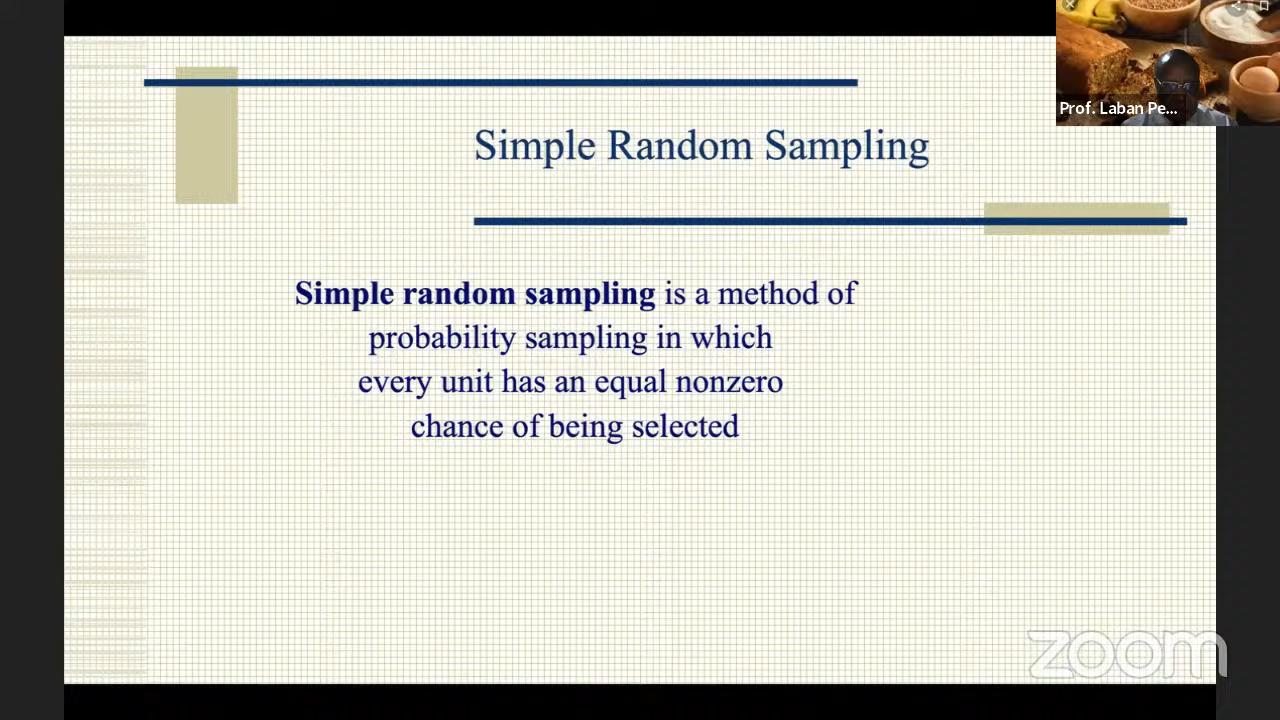 Prof. Laban Pe...
Simple Random Sampling
Simple random sampling is a method of
probability sampling in which
every unit has an equal nonzero
chance of being selected
zoom